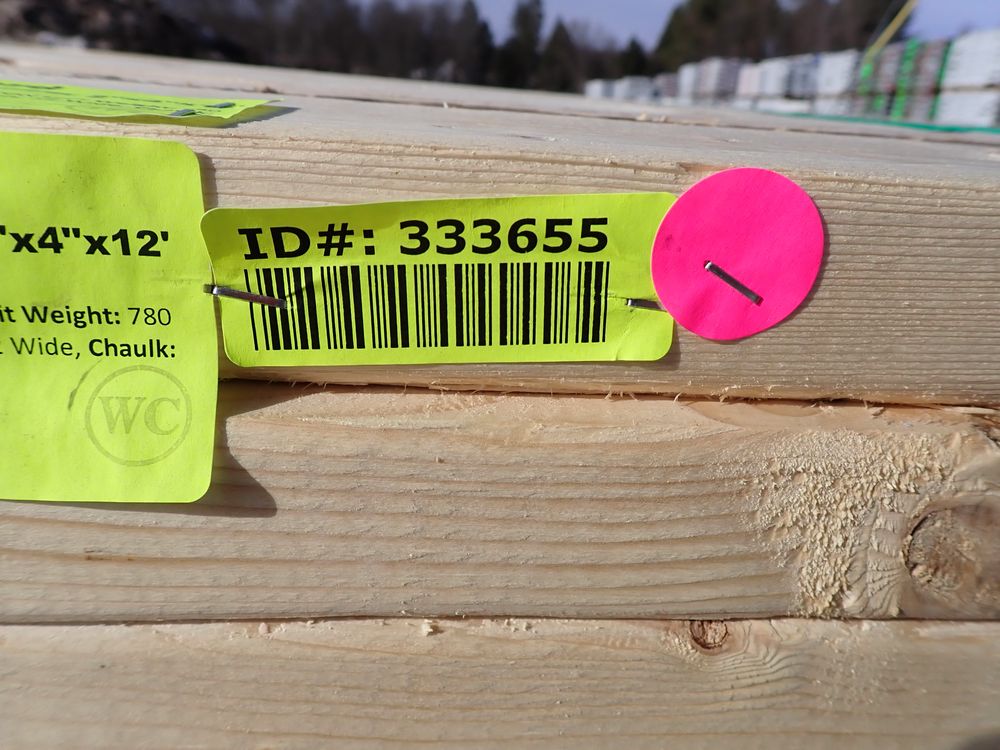 "x4"x12'
it Weight: 780
Wide, Chaulk:
WC
ID#: 333655